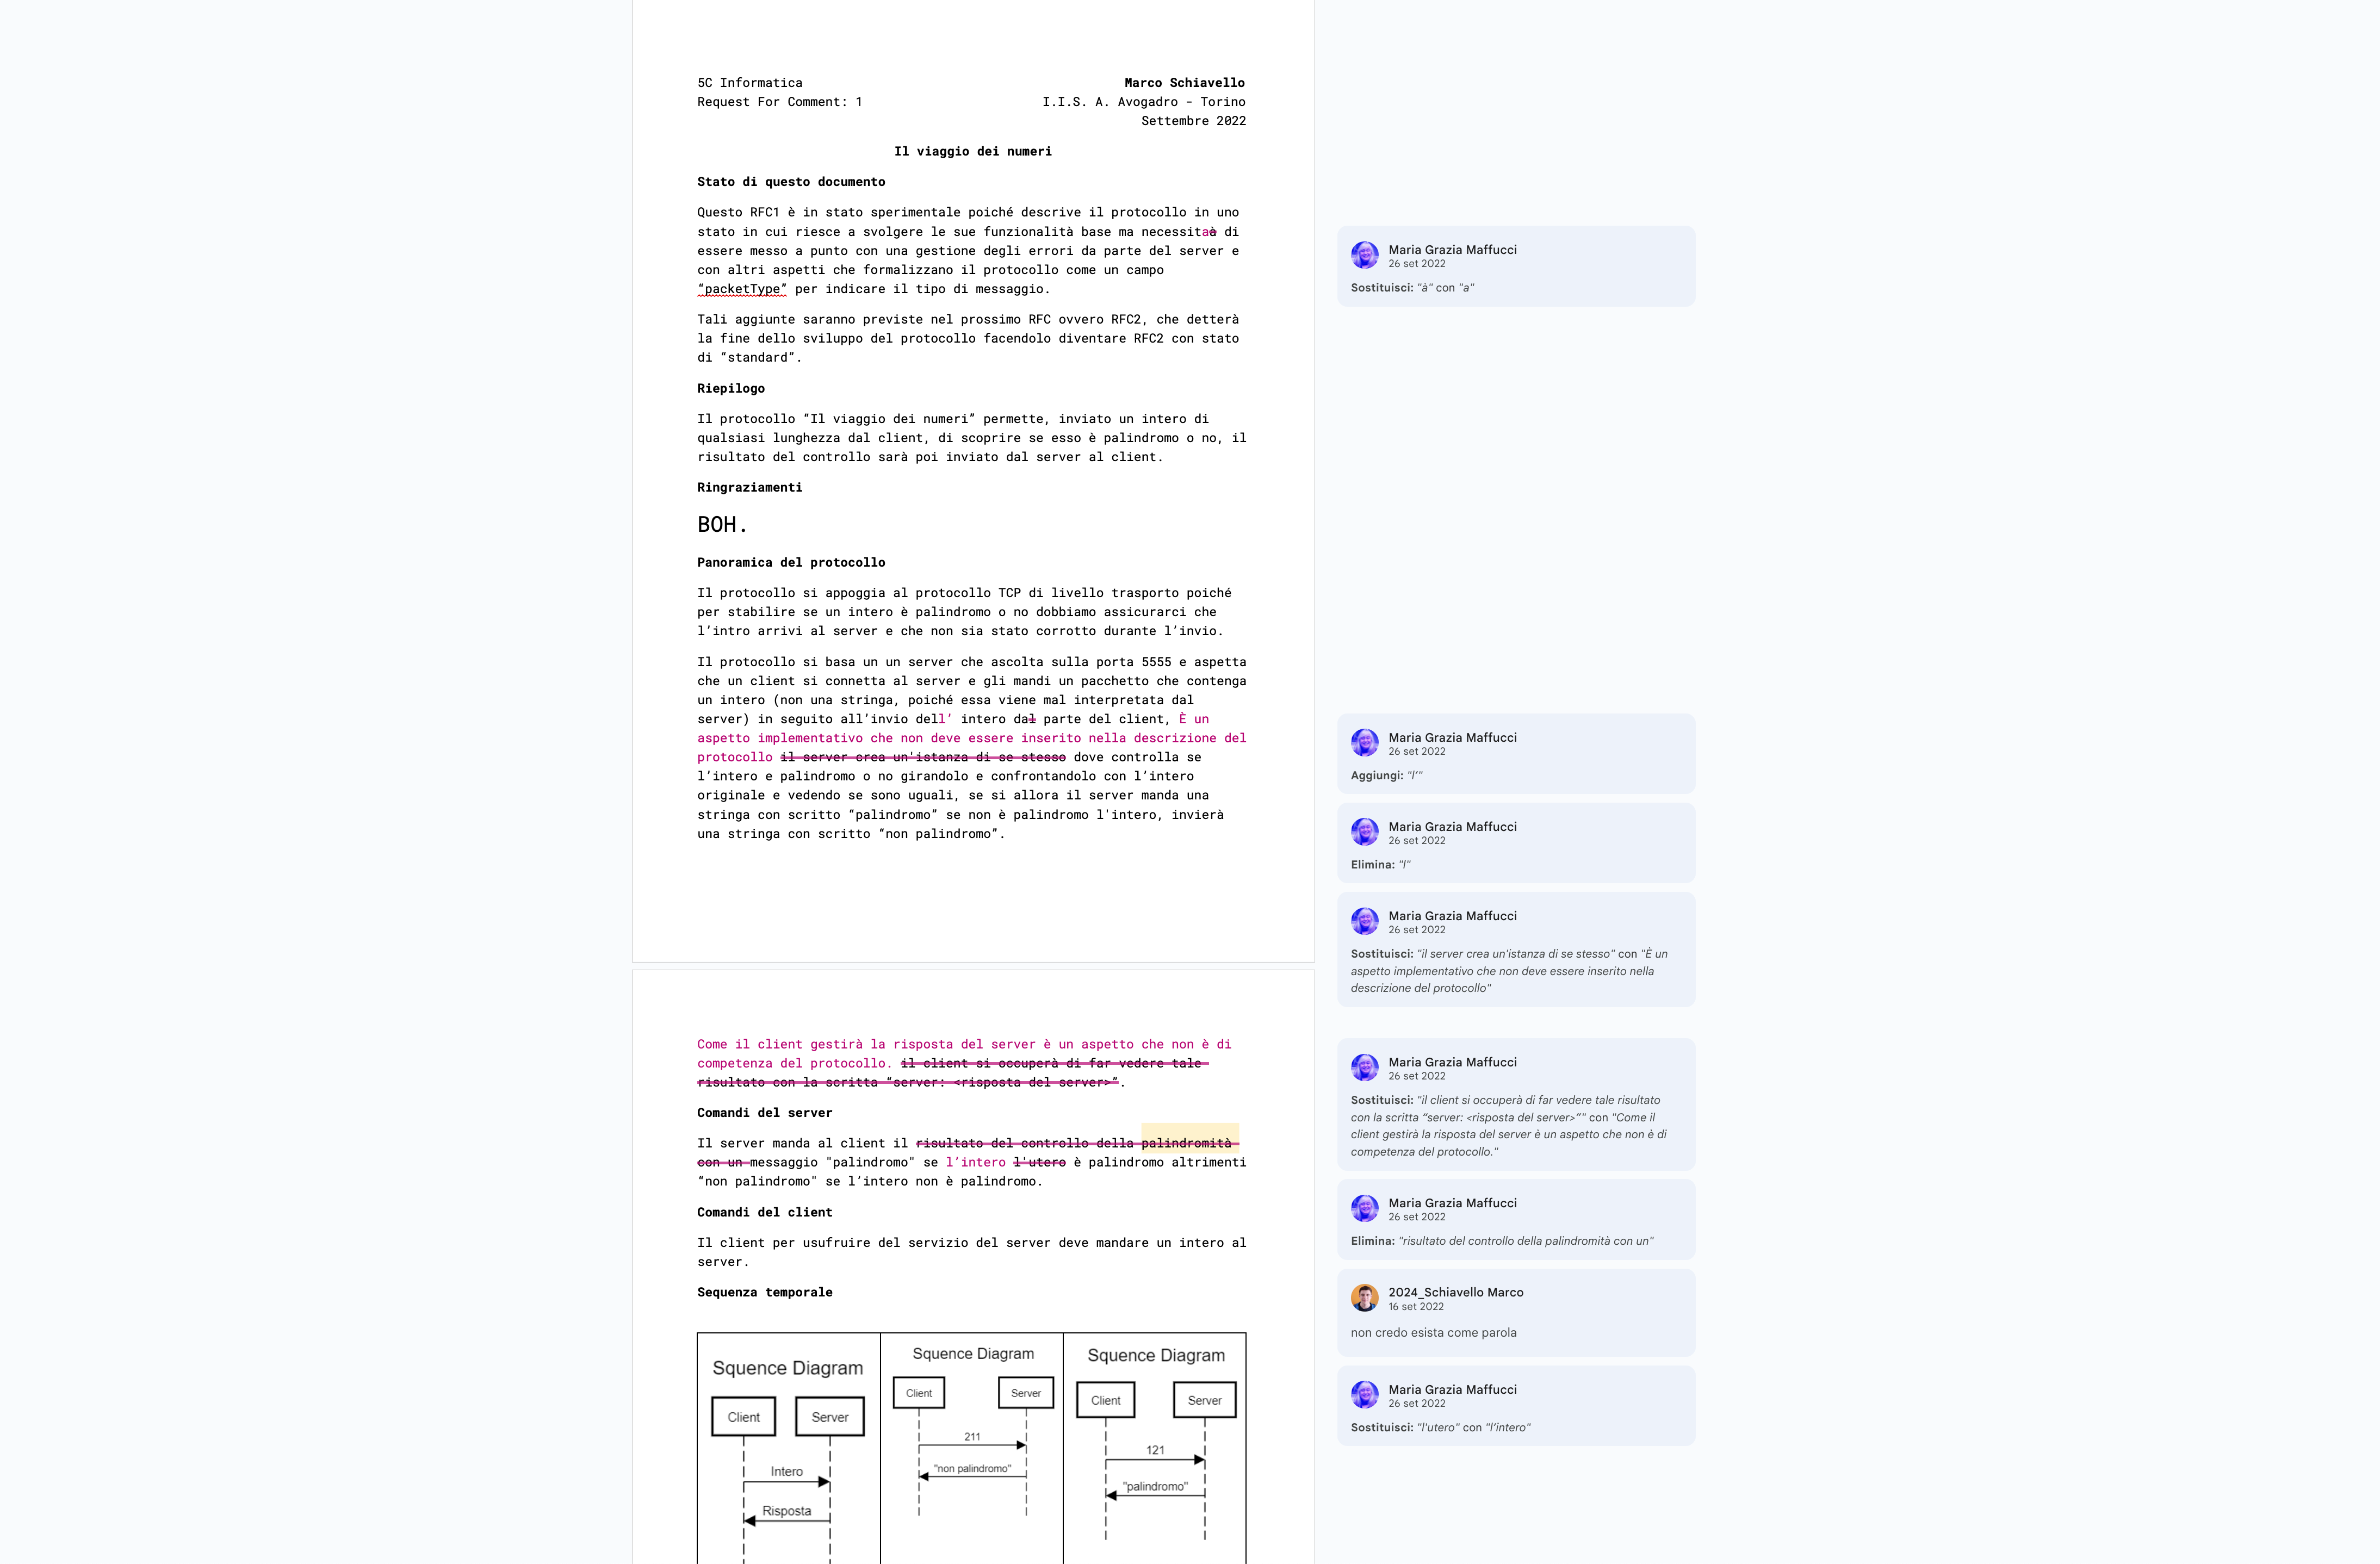 5C Informatica
Marco Schiavello
Request For Comment: 1
I.I.S. A. Avogadro - Torino
Settembre 2022
Il viaggio dei numeri
Stato di questo documento
Questo RFC1 è in stato sperimentale poiché descrive il protocollo in uno
stato in cui riesce a svolgere le sue funzionalità base ma necessitaà di
essere messo a punto con una gestione degli errori da parte del server e
con altri aspetti che formalizzano il protocollo come un campo
“packetType” per indicare il tipo di messaggio.
Tali aggiunte saranno previste nel prossimo RFC ovvero RFC2, che detterà
la fine dello sviluppo del protocollo facendolo diventare RFC2 con stato
di “standard”.
Riepilogo
Il protocollo “Il viaggio dei numeri” permette, inviato un intero di
qualsiasi lunghezza dal client, di scoprire se esso è palindromo o no, il
risultato del controllo sarà poi inviato dal server al client.
Ringraziamenti
BOH.
Panoramica del protocollo
Il protocollo si appoggia al protocollo TCP di livello trasporto poiché
per stabilire se un intero è palindromo o no dobbiamo assicurarci che
l’intro arrivi al server e che non sia stato corrotto durante l’invio.
Il protocollo si basa un un server che ascolta sulla porta 5555 e aspetta
che un client si connetta al server e gli mandi un pacchetto che contenga
un intero (non una stringa, poiché essa viene mal interpretata dal
server) in seguito all’invio dell’ intero dal parte del client, È un
aspetto implementativo che non deve essere inserito nella descrizione del
protocollo il server crea un'istanza di se stesso dove controlla se
l’intero e palindromo o no girandolo e confrontandolo con l’intero
originale e vedendo se sono uguali, se si allora il server manda una
stringa con scritto “palindromo” se non è palindromo l'intero, invierà
una stringa con scritto “non palindromo”.
Come il client gestirà la risposta del server è un aspetto che non è di
competenza del protocollo. il client si occuperà di far vedere tale
risultato con la scritta “server: <risposta del server>”.
Comandi del server
Il server manda al client il risultato del controllo della palindromità
con un messaggio "palindromo" se l’intero l'utero è palindromo altrimenti
“non palindromo" se l’intero non è palindromo.
Comandi del client
Il client per usufruire del servizio del server deve mandare un intero al
server.
Sequenza temporale
Squence Diagram
Client
Server
Intero
Risposta
Squence Diagram
Client
Server
211
"non palindromo"
Squence Diagram
Client
Server
121
"palindromo"
Maria Grazia Maffucci
26 set 2022
Sostituisci: "à" con "a"
Maria Grazia Maffucci
26 set 2022
Aggiungi: "l’"
Maria Grazia Maffucci
26 set 2022
Elimina: "l"
Maria Grazia Maffucci
26 set 2022
Sostituisci: "il server crea un'istanza di se stesso" con "È un
aspetto implementativo che non deve essere inserito nella
descrizione del protocollo"
Maria Grazia Maffucci
26 set 2022
Sostituisci: "il client si occuperà di far vedere tale risultato
con la scritta “server: <risposta del server>”" con "Come il
client gestirà la risposta del server è un aspetto che non è di
competenza del protocollo."
Maria Grazia Maffucci
26 set 2022
Elimina: "risultato del controllo della palindromità con un"
2024_Schiavello Marco
16 set 2022
non credo esista come parola
Maria Grazia Maffucci
26 set 2022
Sostituisci: "l'utero" con "l’intero"